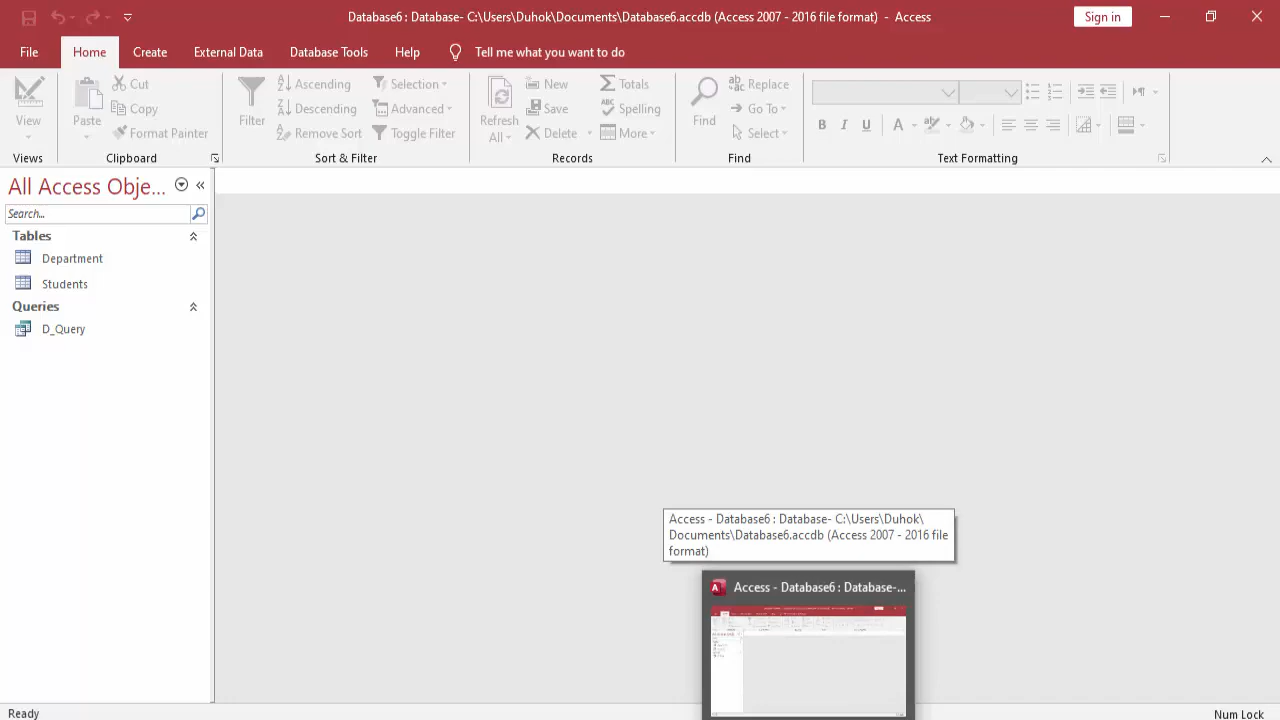 Database6 : Database- C:\Users\Duhok\Documents\Database6.accdb (Access 2007 - 2016 file format) - Access
Sign in
File
Home
Create
External Data
Database Tools
Help
Tell me what you want to do
View
Paste
Cut
Copy
Format Painter
Filter
Ascending
Descending
Remove Sort
Selection
Advanced
Toggle Filter
Refresh
All
New
Save
Delete
Totals
Spelling
More
Find
Replace
Go To
Select
B I U
Views
Clipboard
Sort & Filter
Records
Find
Text Formatting
All Access Obje...
Search...
Tables
Department
Students
Queries
D_Query
Access - Database6 : Database- C:\Users\Duhok\
Documents\Database6.accdb (Access 2007 - 2016 file
format)
Access - Database6 : Database-...
Ready
Num Lock